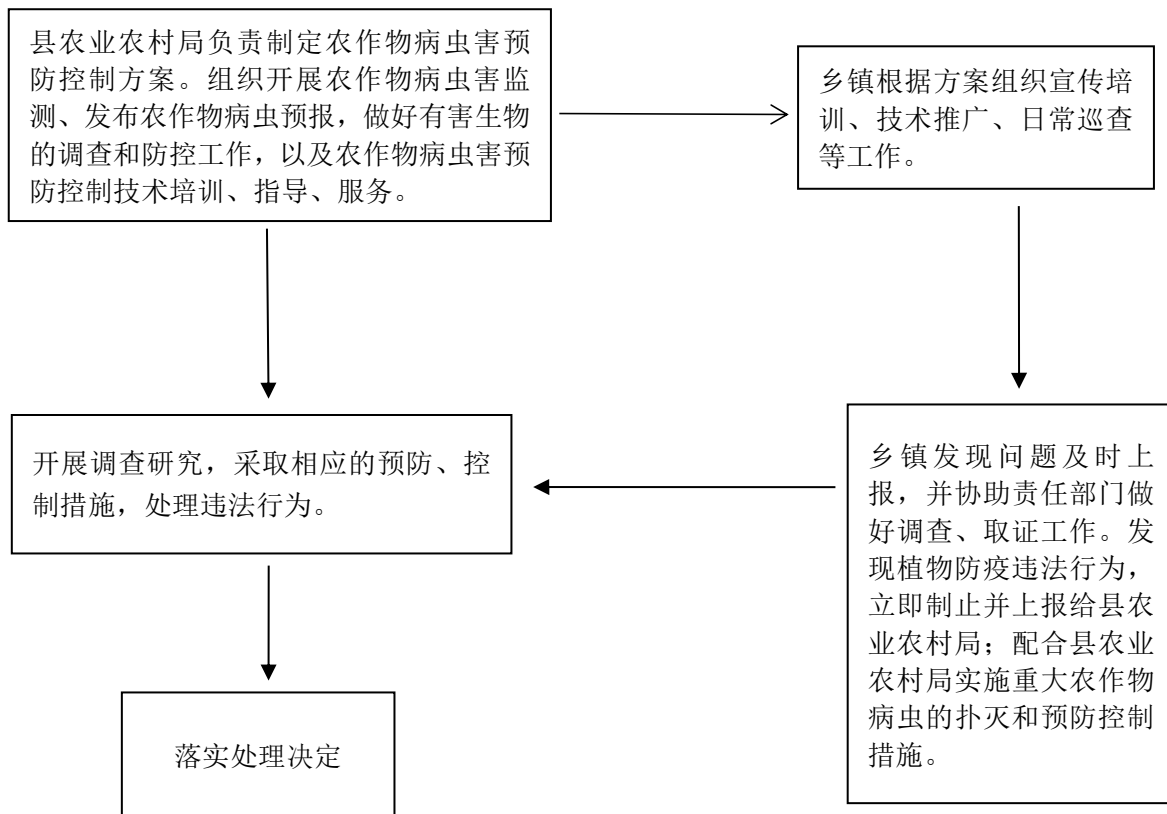 县农业农村局负责制定农作物病虫害预
防控制方案。组织开展农作物病虫害监
测、发布农作物病虫预报，做好有害生物
的调查和防控工作，以及农作物病虫害预
防控制技术培训、指导、服务。
乡镇根据方案组织宣传培
训、技术推广、日常巡查
等工作。
开展调查研究，采取相应的预防、控
制措施，处理违法行为。
乡镇发现问题及时上
报，并协助责任部门做
好调查、取证工作。发
现植物防疫违法行为，
立即制止并上报给县农
业农村局；配合县农业
农村局实施重大农作物
病虫的扑灭和预防控制
措施。
落实处理决定